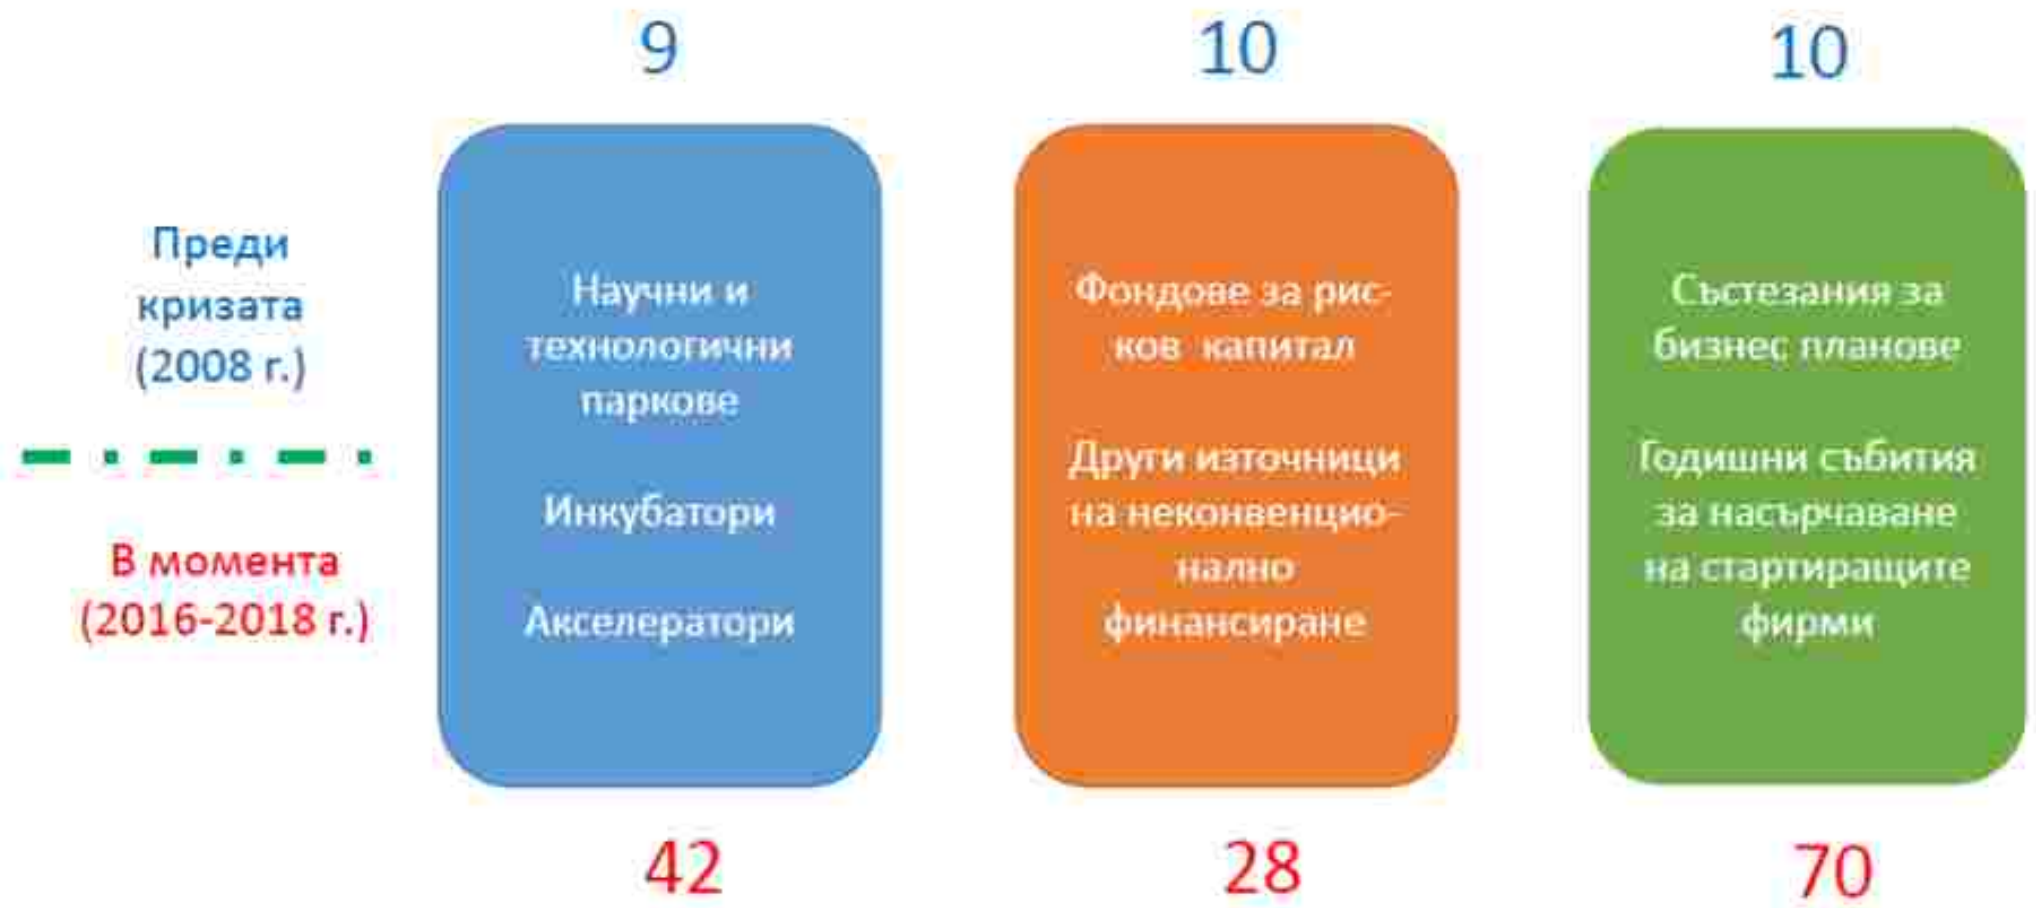 9
10
10
Преди
кризата
(2008 г.)
В момента
(2016-2018 г.)
Научни и
технологични
паркове
Инкубатори
Акселератори
Фондове за рис-
ков капитал
Други източници
на неконвенцио-
нално
финансиране
Състезания за
бизнес планове
Годишни събития
за насърчаване
на стартиращите
фирми
42
28
70